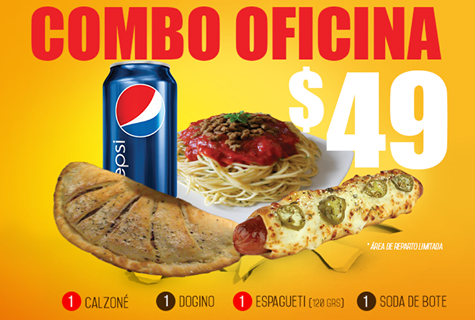 COMBO OFICINA
$49
pepsi
* ÁREA DE REPARTO LIMITADA
1 CALZONÉ 1 DOGINO 1 ESPAGUETI (120 GRS) 1 SODA DE BOTE